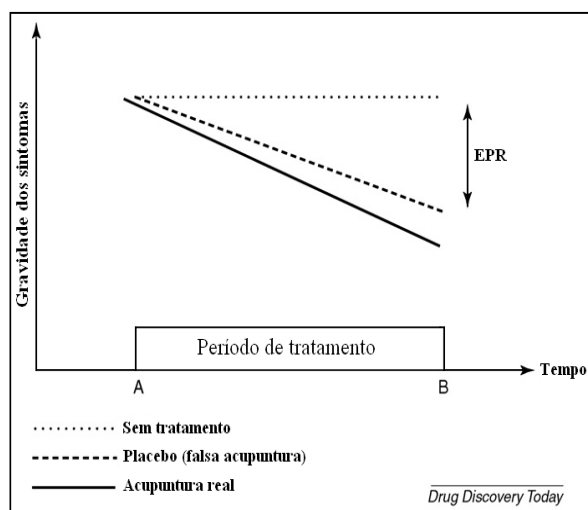 Gravidade dos sintomas
EPR
Período de tratamento
Tempo
A
B
Sem tratamento
Placebo (falsa acupuntura)
Acupuntura real
Drug Discovery Today